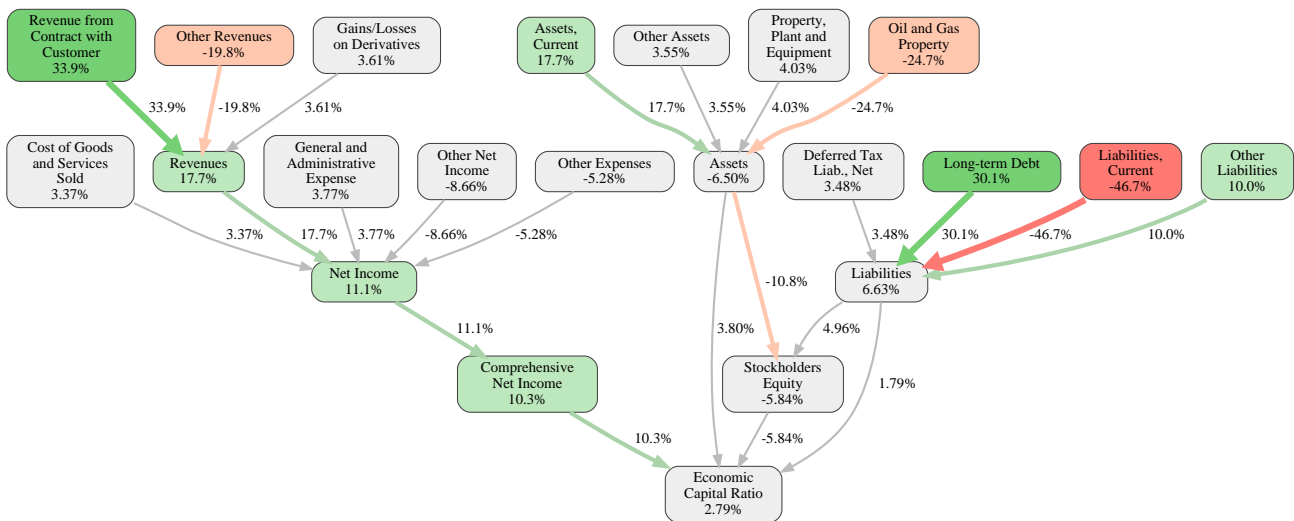 Revenue from
Contract with
Customer
33.9%
Other Revenues
-19.8%
Gains/Losses
on Derivatives
3.61%
Assets,
Current
17.7%
Other Assets
3.55%
Property,
Plant and
Equipment
4.03%
Oil and Gas
Property
-24.7%
33.9%
-19.8%
3.61%
17.7%
3.55%
4.03%
-24.7%
Cost of Goods
and Services
Sold
3.37%
Revenues
17.7%
General and
Administrative
Expense
3.77%
Other Net
Income
-8.66%
Other Expenses
-5.28%
Assets
-6.50%
Deferred Tax
Liab., Net
3.48%
Long-term Debt
30.1%
Liabilities,
Current
-46.7%
Other
Liabilities
10.0%
3.37%
17.7%
3.77%
-8.66%
-5.28%
3.48%
30.1%
-46.7%
10.0%
Net Income
11.1%
-10.8%
Liabilities
6.63%
11.1%
3.80%
4.96%
1.79%
Comprehensive
Net Income
10.3%
Stockholders
Equity
-5.84%
10.3%
-5.84%
Economic
Capital Ratio
2.79%